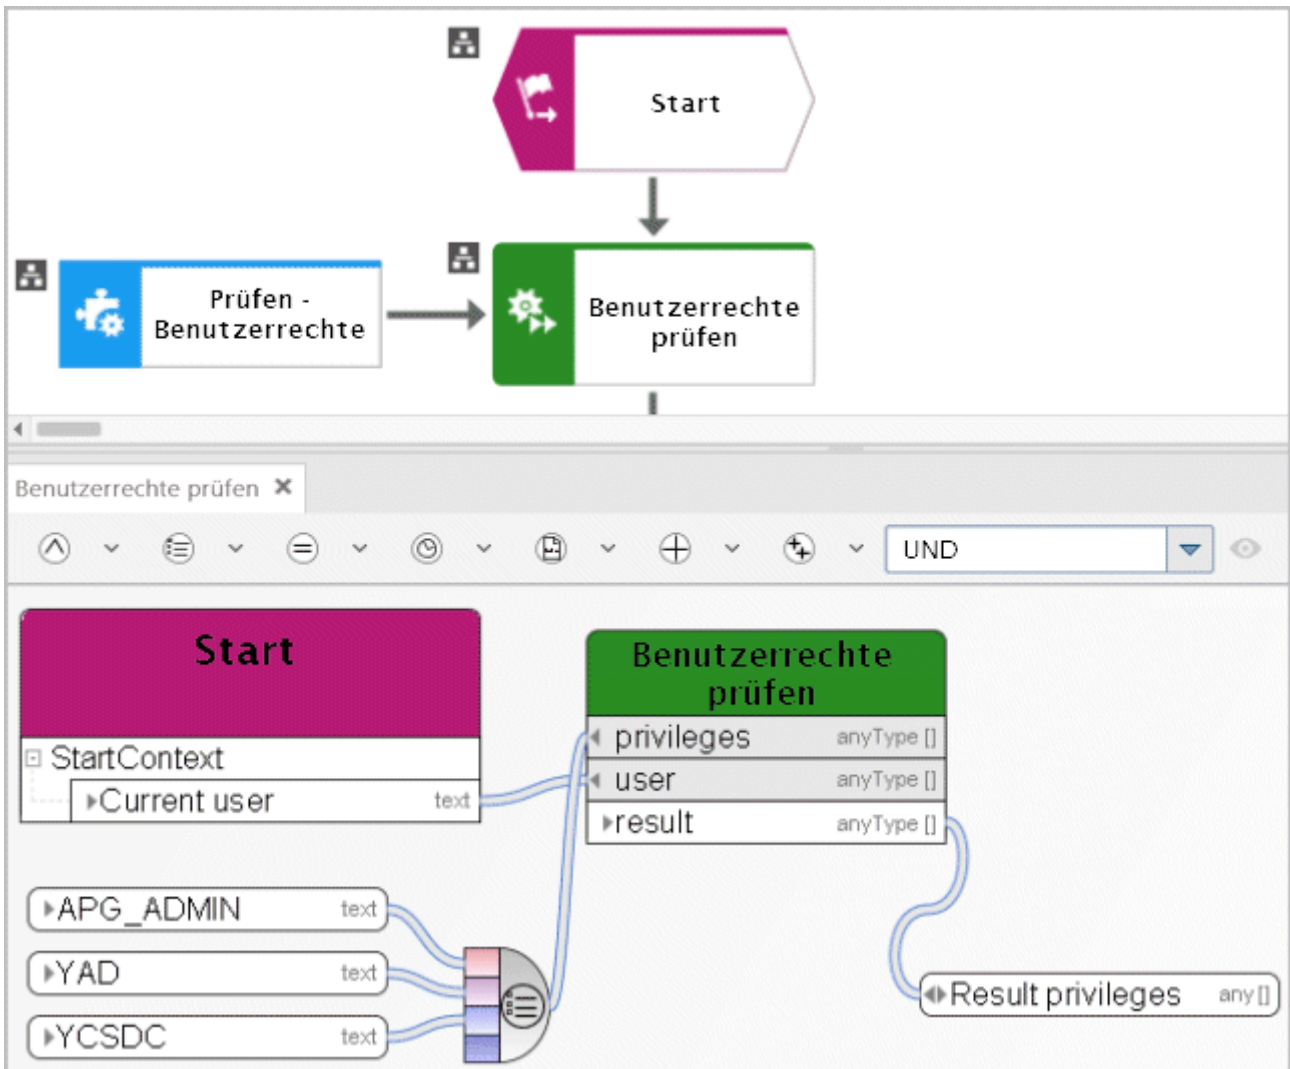 Start
Prüfen -
Benutzerrechte
Benutzerrechte
prüfen
Benutzerrechte prüfen
UND
Start
StartContext
Current user text
Benutzerrechte
prüfen
privileges anyType []
user anyType []
result anyType []
APG_ADMIN text
YAD text
YCSDC text
Result privileges any []